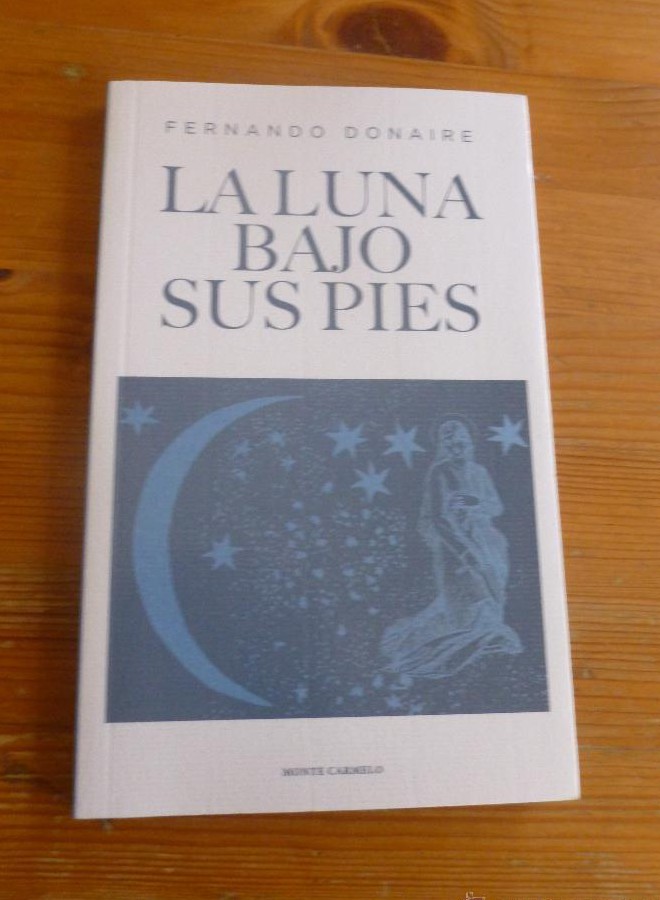 FERNANDO DONAIRE
LA LUNA
BAJO
SUS PIES
MONTE CARMELO